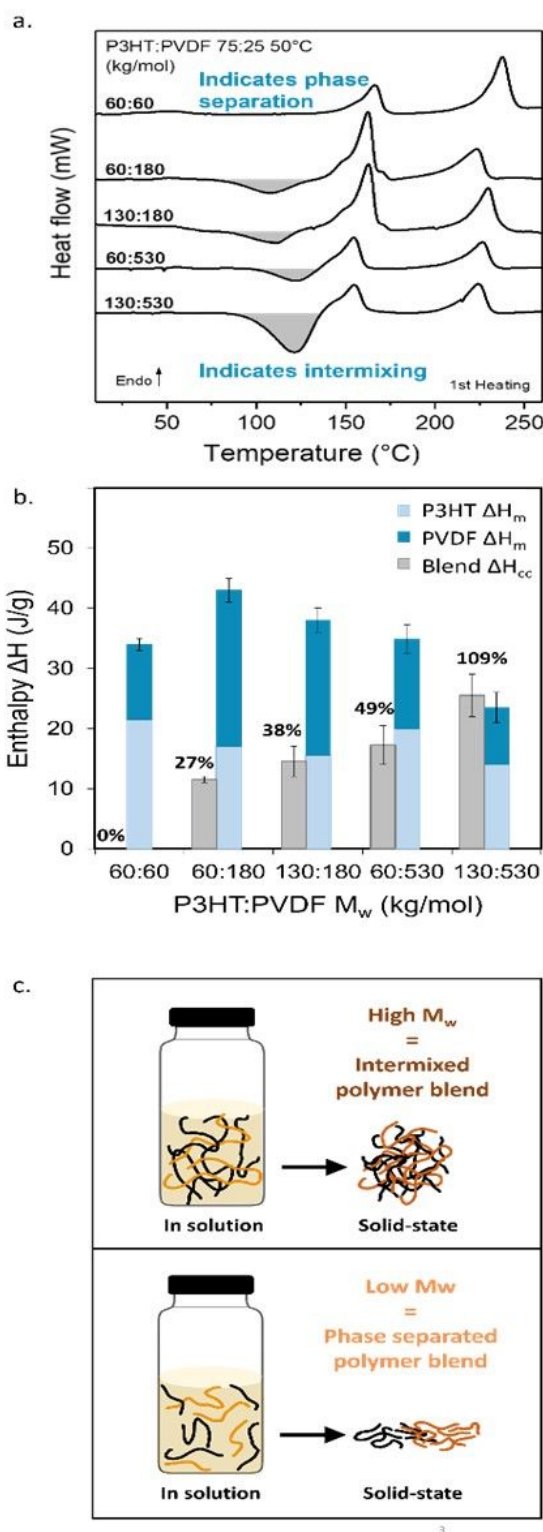 a.
P3HT:PVDF 75:25 50°C
(kg/mol)
Indicates phase
separation
60:60
60:180
130:180
60:530
130:530
Indicates intermixing
Endo ↑
1st Heating
Heat flow (mW)
50 100 150 200 250
Temperature (°C)
b.
P3HT ΔHm
PVDF ΔHm
Blend ΔHcc
Enthalpy ΔH (J/g)
50
40
30
20
10
0
0%
27%
38%
49%
109%
60:60 60:180 130:180 60:530 130:530
P3HT:PVDF Mw (kg/mol)
c.
High Mw
=
Intermixed
polymer blend
In solution
Solid-state
Low Mw
=
Phase separated
polymer blend
In solution
Solid-state
3